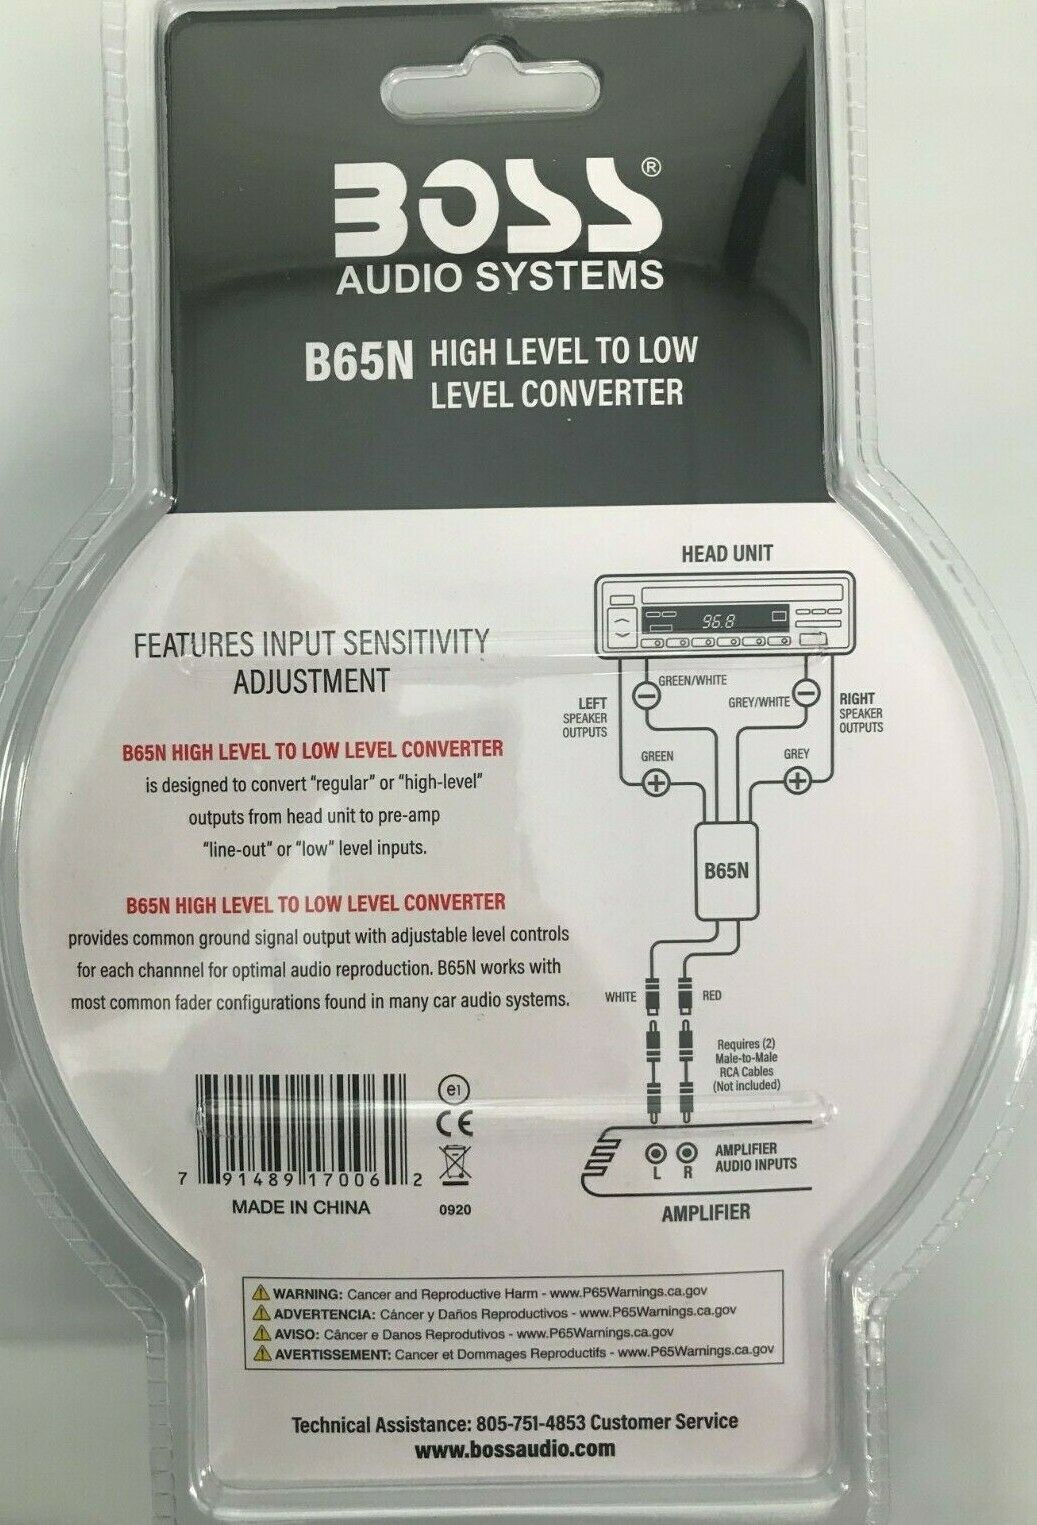 BOSS®
AUDIO SYSTEMS
B65N HIGH LEVEL TO LOW
LEVEL CONVERTER
FEATURES INPUT SENSITIVITY
ADJUSTMENT
B65N HIGH LEVEL TO LOW LEVEL CONVERTER
is designed to convert “regular” or “high-level”
outputs from head unit to pre-amp
“line-out” or “low” level inputs.
B65N HIGH LEVEL TO LOW LEVEL CONVERTER
provides common ground signal output with adjustable level controls
for each channnel for optimal audio reproduction. B65N works with
most common fader configurations found in many car audio systems.
HEAD UNIT
96.8
GREEN/WHITE
GREY/WHITE
LEFT
SPEAKER
OUTPUTS
RIGHT
SPEAKER
OUTPUTS
GREEN
GREY
B65N
WHITE
RED
Requires (2)
Male-to-Male
RCA Cables
(Not included)
AMPLIFIER
AUDIO INPUTS
L R
AMPLIFIER
7 91489 17006 2
MADE IN CHINA
e1
CE
0920
WARNING: Cancer and Reproductive Harm - www.P65Warnings.ca.gov
ADVERTENCIA: Cáncer y Daños Reproductivos - www.P65Warnings.ca.gov
AVISO: Câncer e Danos Reprodutivos - www.P65Warnings.ca.gov
AVERTISSEMENT: Cancer et Dommages Reproductifs - www.P65Warnings.ca.gov
Technical Assistance: 805-751-4853 Customer Service
www.bossaudio.com